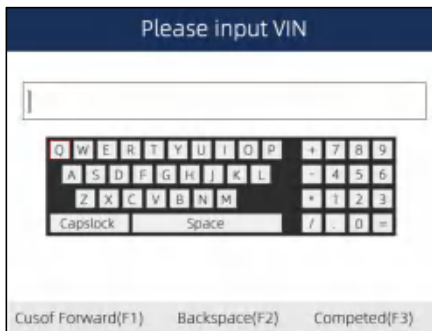 Please input VIN
Q W E R T Y U I O P + 7 8 9
A S D F G H J K L - 4 5 6
Z X C V B N M * 1 2 3
Capslock Space / . 0 =
Cusof Forward(F1) Backspace(F2) Competed(F3)